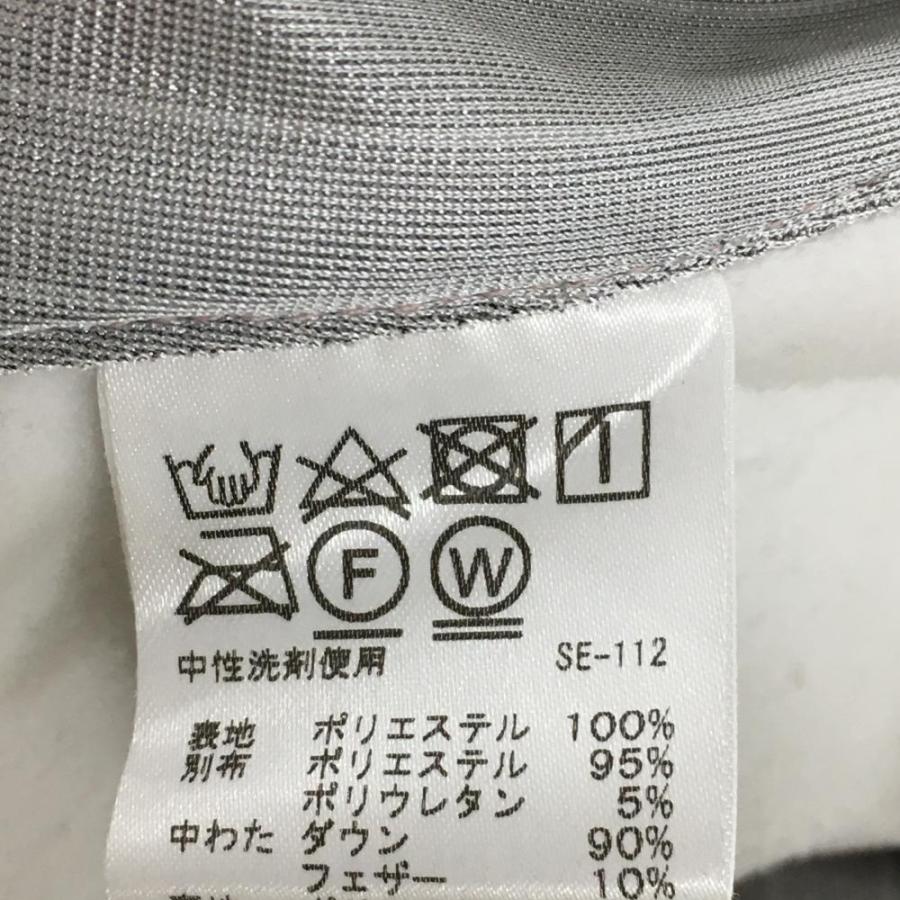 F W
中性洗剤使用 SE-112
表地 ポリエステル 100%
別布 ポリエステル 95%
ポリウレタン 5%
中わた ダウン 90%
フェザー 10%